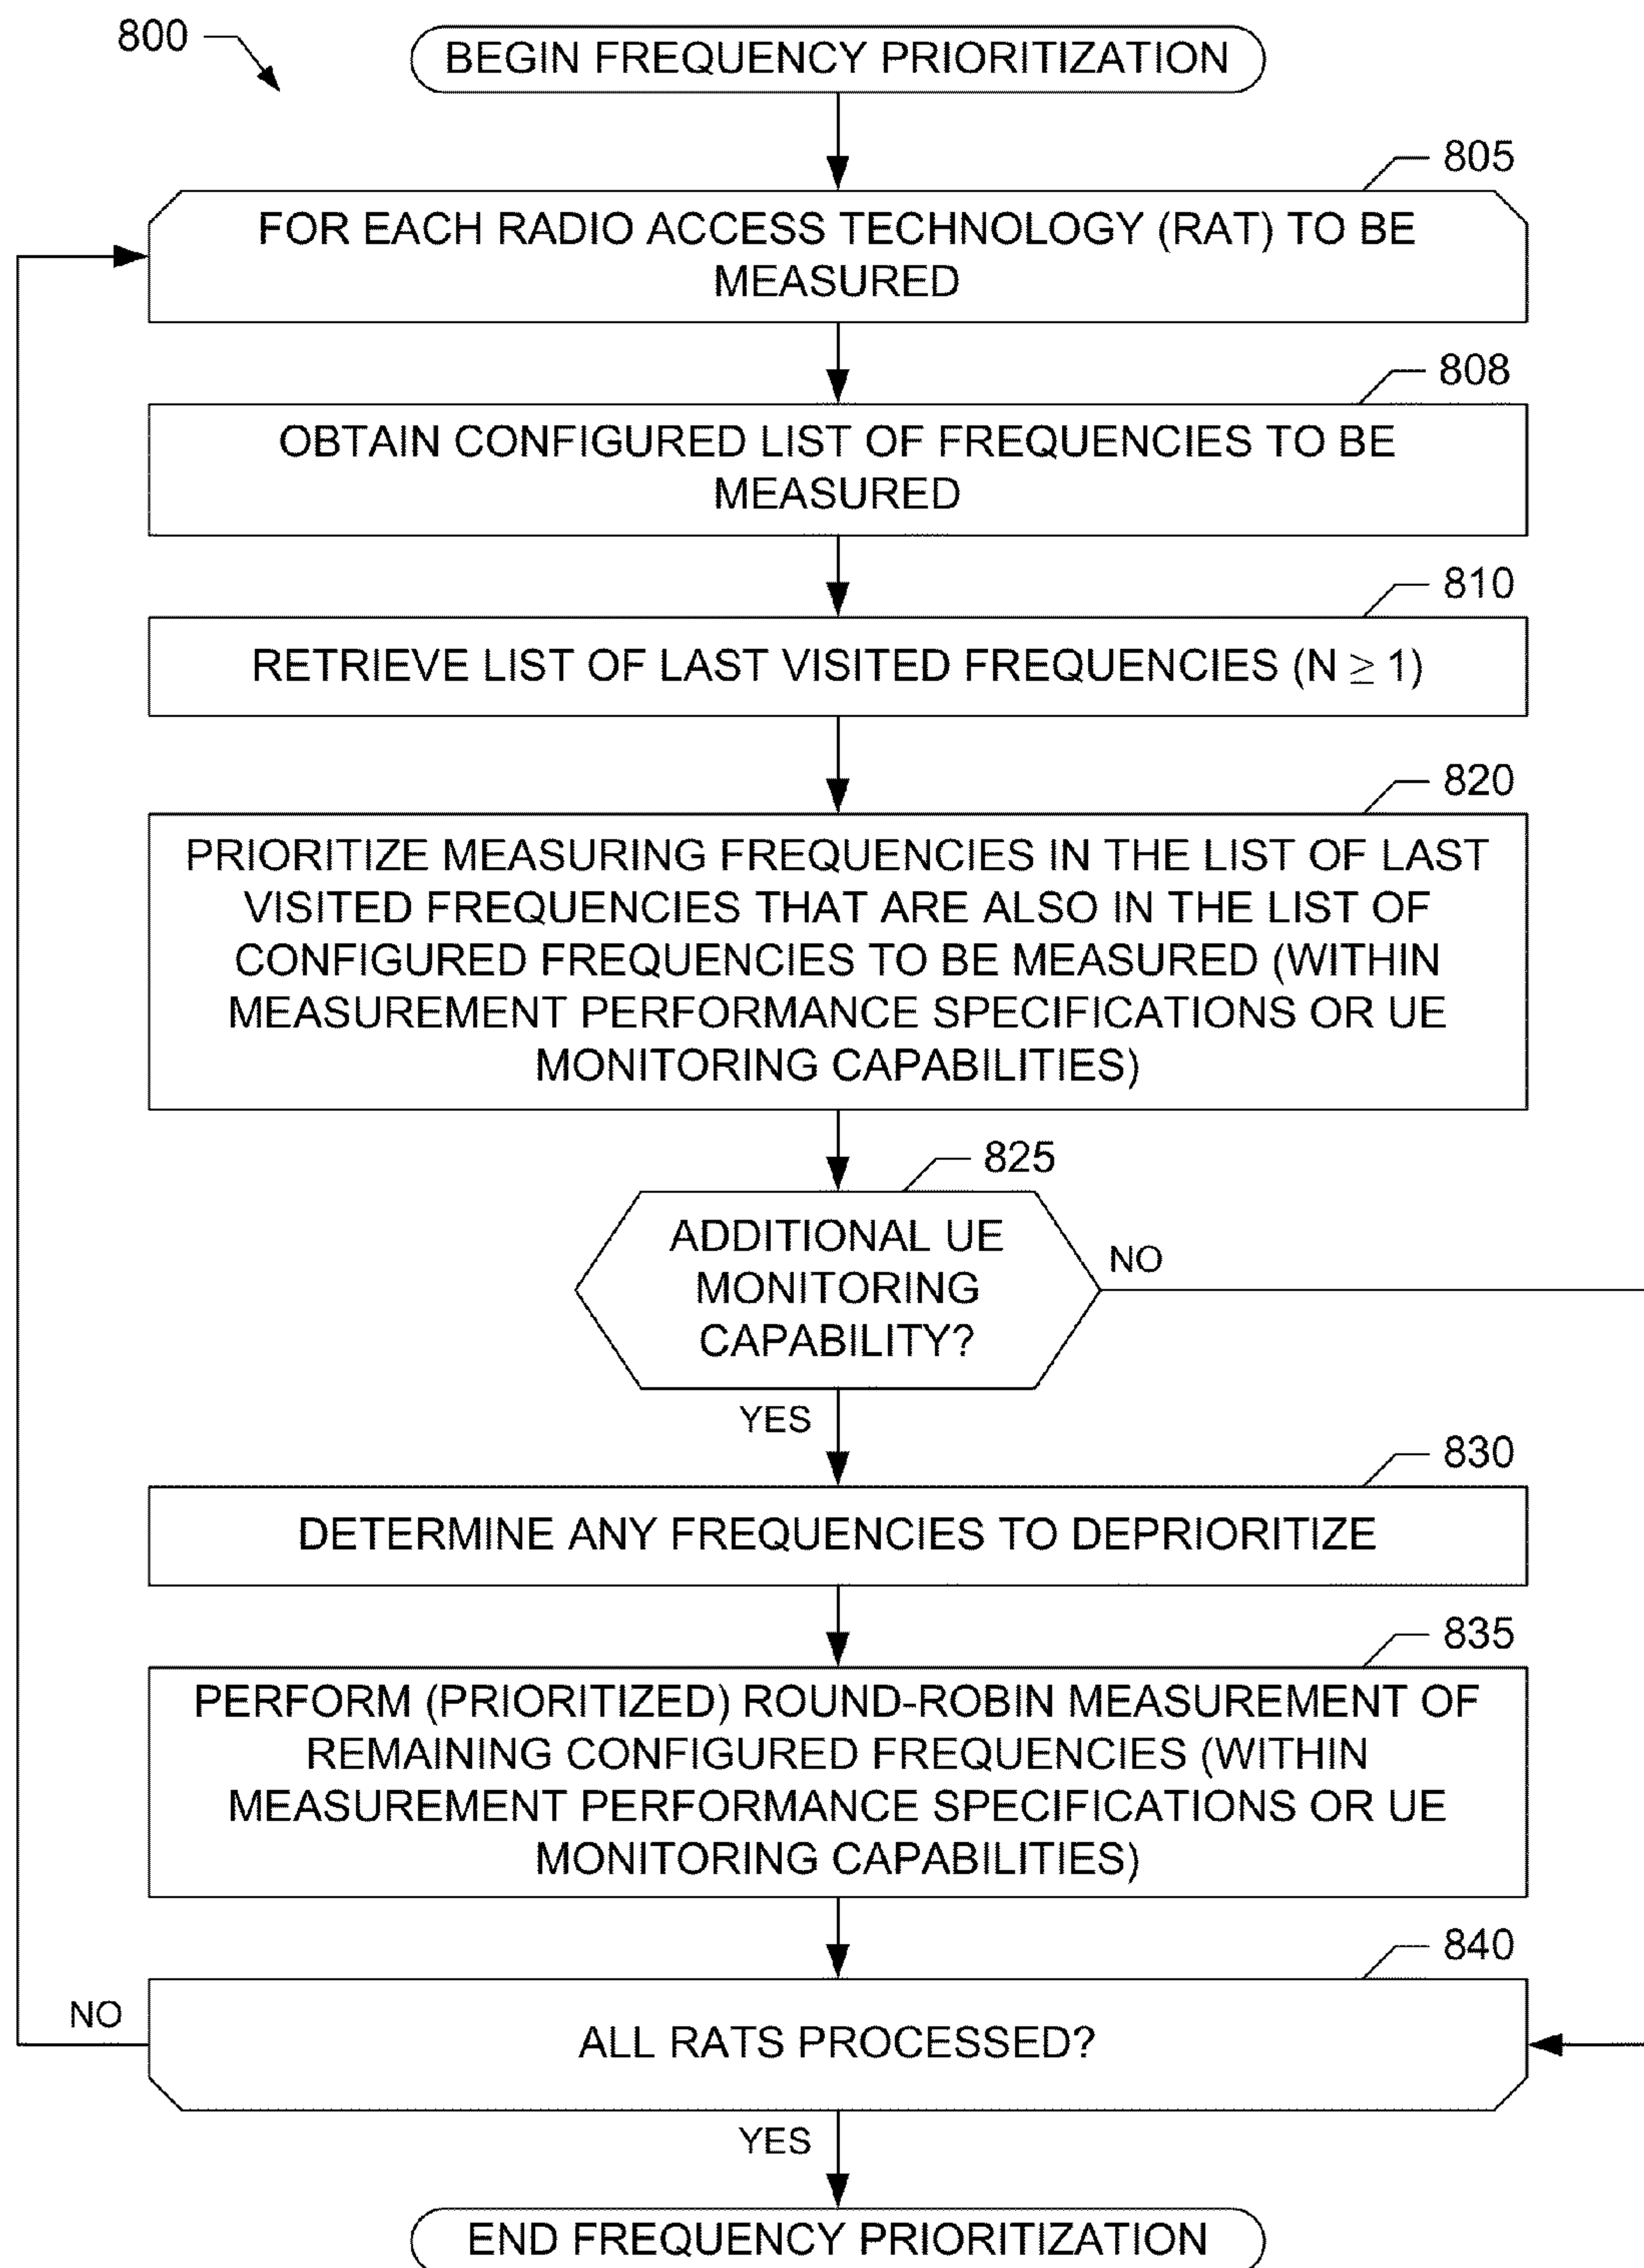 800
BEGIN FREQUENCY PRIORITIZATION
805
FOR EACH RADIO ACCESS TECHNOLOGY (RAT) TO BE
MEASURED
808
OBTAIN CONFIGURED LIST OF FREQUENCIES TO BE
MEASURED
810
RETRIEVE LIST OF LAST VISITED FREQUENCIES (N ≥ 1)
820
PRIORITIZE MEASURING FREQUENCIES IN THE LIST OF LAST
VISITED FREQUENCIES THAT ARE ALSO IN THE LIST OF
CONFIGURED FREQUENCIES TO BE MEASURED (WITHIN
MEASUREMENT PERFORMANCE SPECIFICATIONS OR UE
MONITORING CAPABILITIES)
825
ADDITIONAL UE
MONITORING
CAPABILITY?
NO
YES
830
DETERMINE ANY FREQUENCIES TO DEPRIORITIZE
835
PERFORM (PRIORITIZED) ROUND-ROBIN MEASUREMENT OF
REMAINING CONFIGURED FREQUENCIES (WITHIN
MEASUREMENT PERFORMANCE SPECIFICATIONS OR UE
MONITORING CAPABILITIES)
840
NO
ALL RATS PROCESSED?
YES
END FREQUENCY PRIORITIZATION